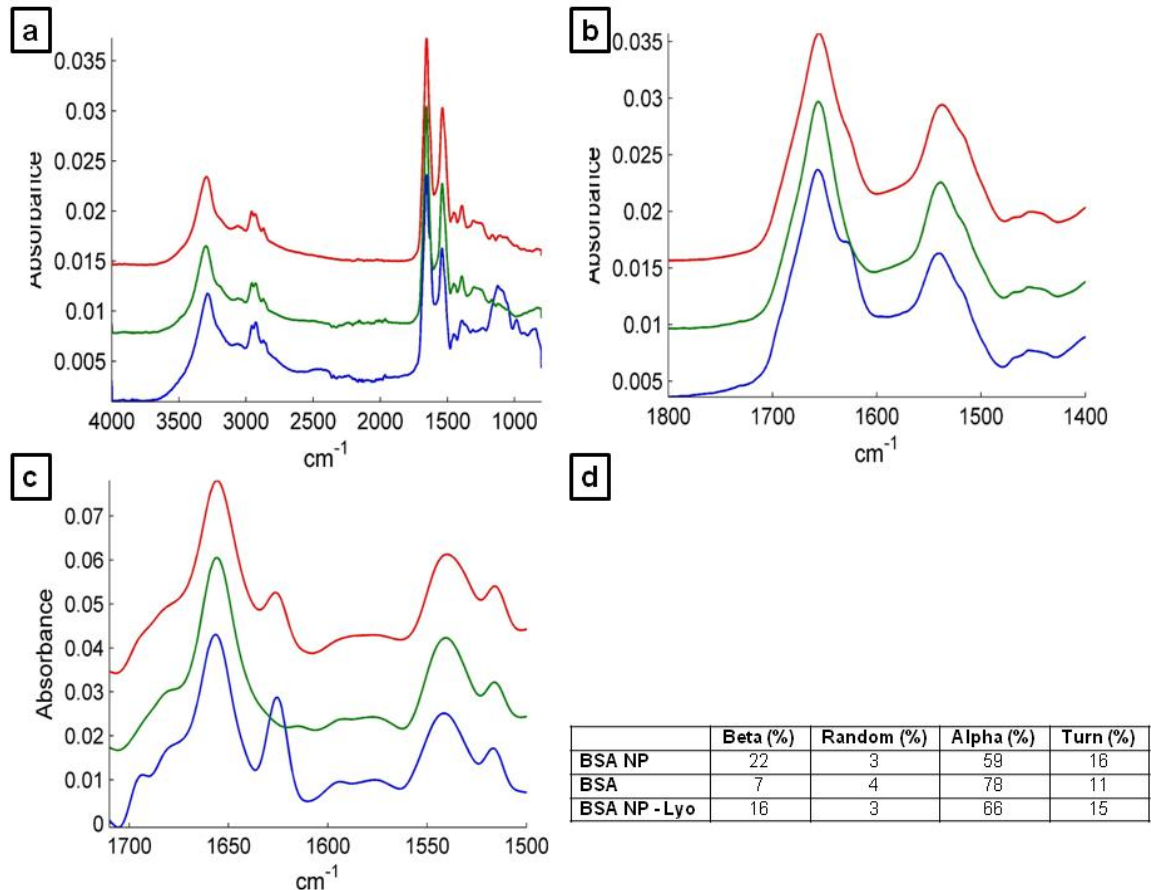 a
0.035
0.03
0.025
0.02
0.015
0.01
0.005
Absorbance
4000 3500 3000 2500 2000 1500 1000
cm-1
b
0.035
0.03
0.025
0.02
0.015
0.01
0.005
Absorbance
1800 1700 1600 1500 1400
cm-1
c
0.07
0.06
0.05
0.04
0.03
0.02
0.01
0
Absorbance
1700 1650 1600 1550 1500
cm-1
d
Beta (%) Random (%) Alpha (%) Turn (%)
BSA NP 22 3 59 16
BSA 7 4 78 11
BSA NP - Lyo 16 3 66 15